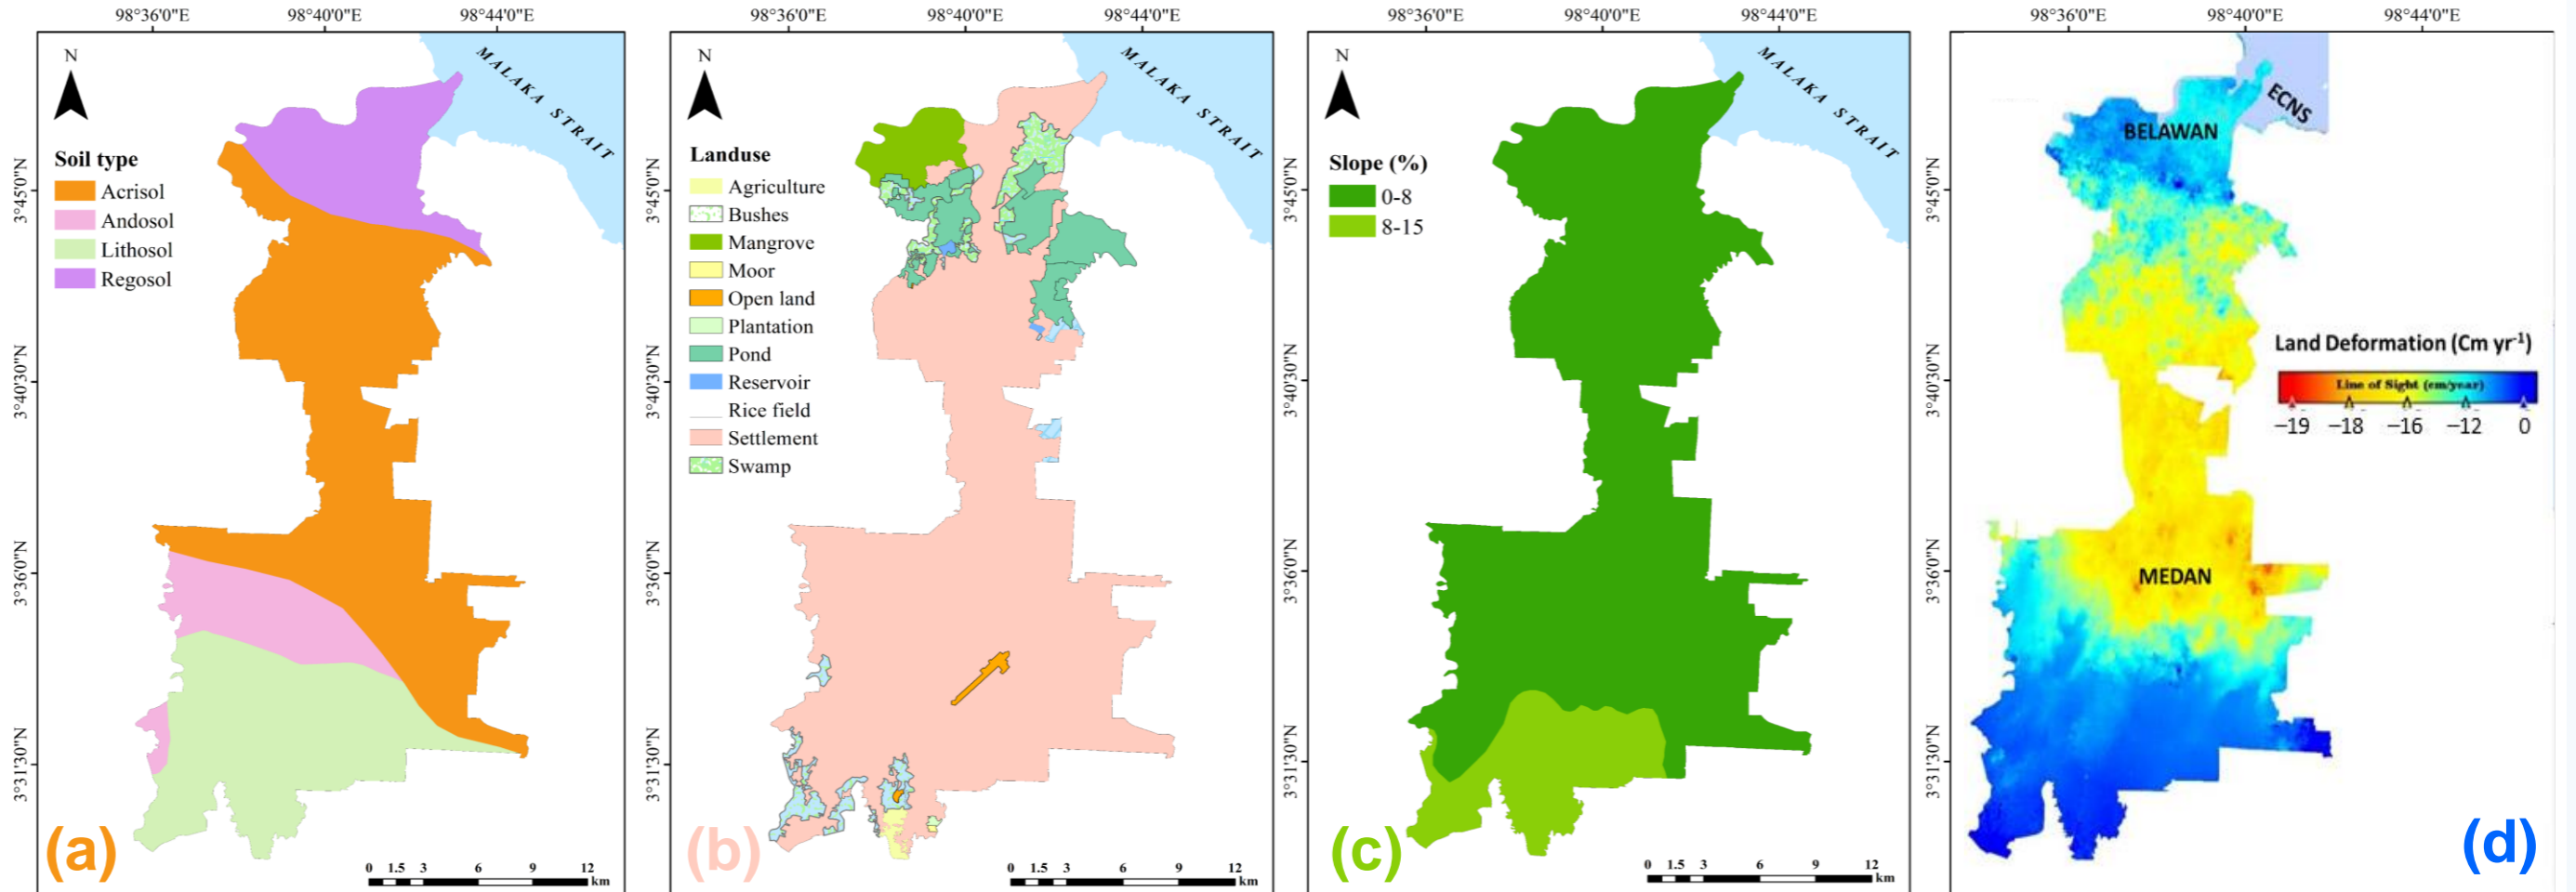 98°36'0"E 98°40'0"E 98°44'0"E
N
MALAKA STRAIT
Soil type
Acrisol
Andosol
Lithosol
Regosol
3°45'0"N
3°40'30"N
3°36'0"N
3°31'30"N
(a)
0 1.5 3 6 9 12
km
98°36'0"E 98°40'0"E 98°44'0"E
N
MALAKA STRAIT
Landuse
Agriculture
Bushes
Mangrove
Moor
Open land
Plantation
Pond
Reservoir
Rice field
Settlement
Swamp
3°45'0"N
3°40'30"N
3°36'0"N
3°31'30"N
(b)
0 1.5 3 6 9 12
km
98°36'0"E 98°40'0"E 98°44'0"E
N
MALAKA STRAIT
Slope (%)
0-8
8-15
3°45'0"N
3°40'30"N
3°36'0"N
3°31'30"N
(c)
0 1.5 3 6 9 12
km
98°36'0"E 98°40'0"E 98°44'0"E
ECNS
BELAWAN
Land Deformation (Cm yr-1)
Line of Sight (cm/year)
−19 −18 −16 −12 0
MEDAN
3°45'0"N
3°40'30"N
3°36'0"N
3°31'30"N
(d)